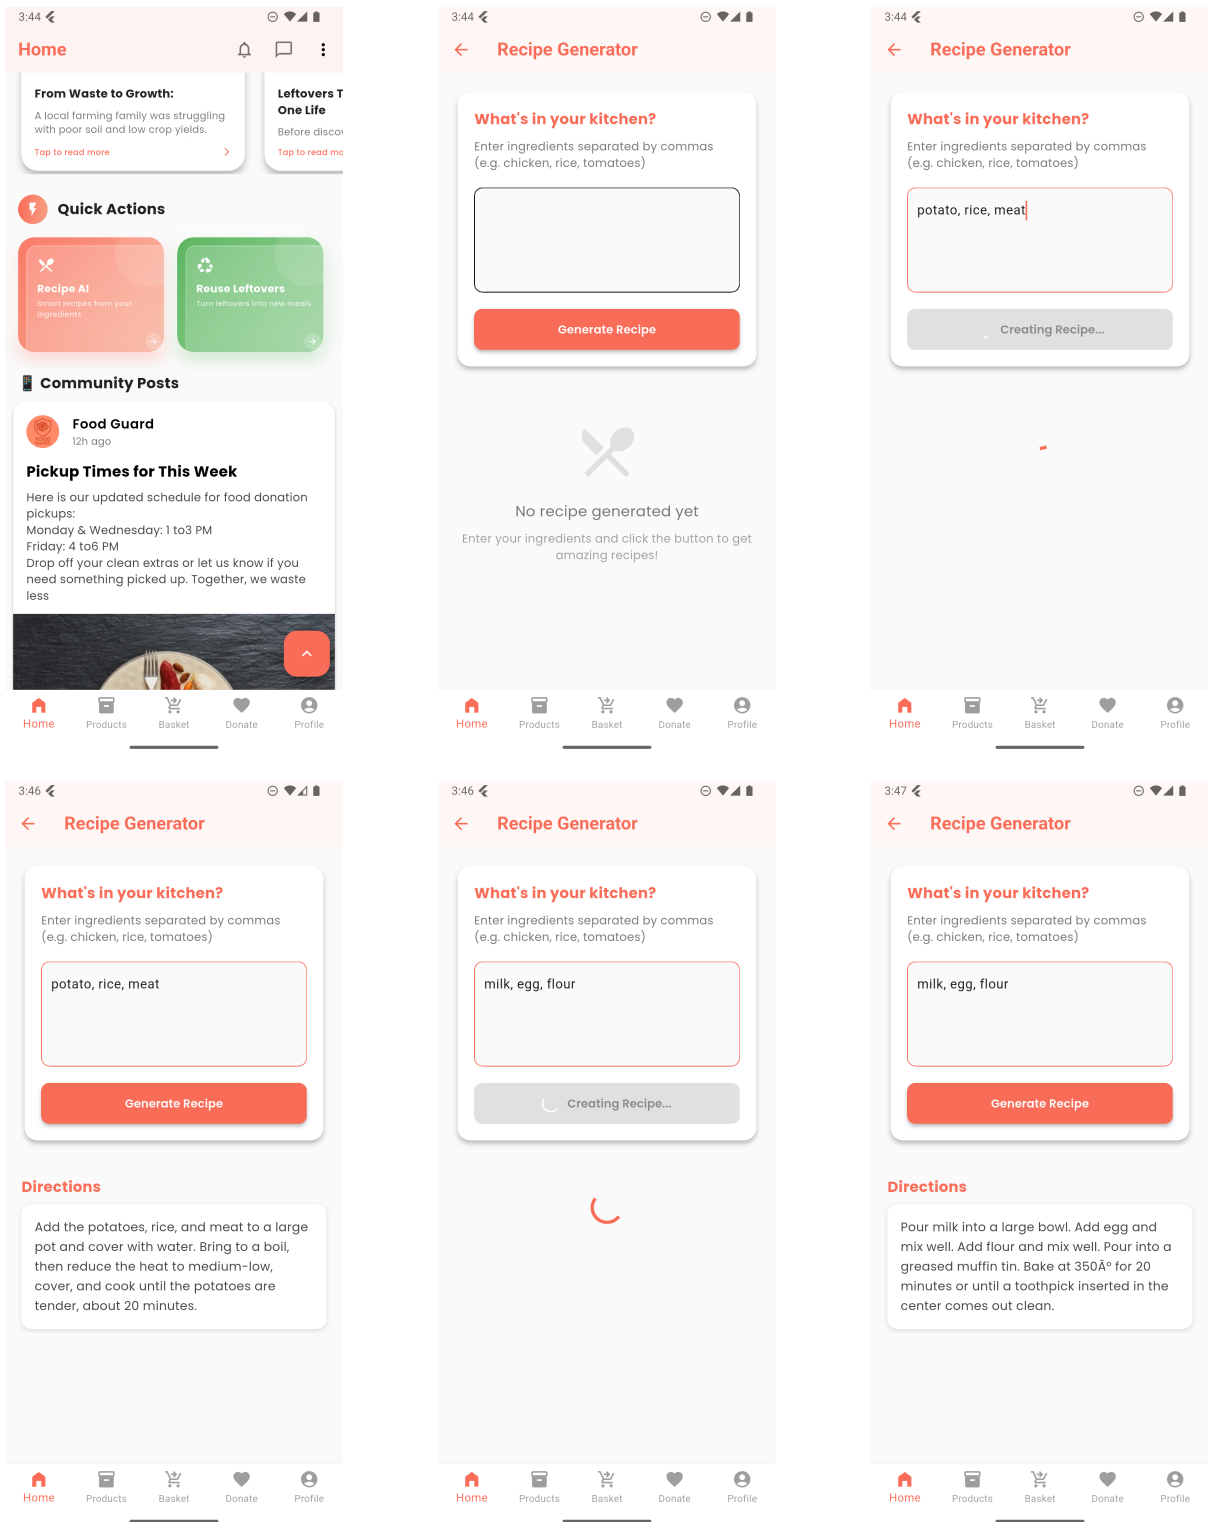 3:44
Home
From Waste to Growth:
A local farming family was struggling
with poor soil and low crop yields.
Tap to read more
Leftovers T
One Life
Before discov
Tap to read mo
Quick Actions
Recipe AI
Smart recipes from your
ingredients
Reuse Leftovers
Turn leftovers into new meals
Community Posts
Food Guard
12h ago
Pickup Times for This Week
Here is our updated schedule for food donation
pickups:
Monday & Wednesday: 1 to3 PM
Friday: 4 to6 PM
Drop off your clean extras or let us know if you
need something picked up. Together, we waste
less
Home Products Basket Donate Profile
3:44
Recipe Generator
What's in your kitchen?
Enter ingredients separated by commas
(e.g. chicken, rice, tomatoes)
Generate Recipe
No recipe generated yet
Enter your ingredients and click the button to get
amazing recipes!
Home Products Basket Donate Profile
3:44
Recipe Generator
What's in your kitchen?
Enter ingredients separated by commas
(e.g. chicken, rice, tomatoes)
potato, rice, meat
Creating Recipe...
Home Products Basket Donate Profile
3:46
Recipe Generator
What's in your kitchen?
Enter ingredients separated by commas
(e.g. chicken, rice, tomatoes)
potato, rice, meat
Generate Recipe
Directions
Add the potatoes, rice, and meat to a large
pot and cover with water. Bring to a boil,
then reduce the heat to medium-low,
cover, and cook until the potatoes are
tender, about 20 minutes.
Home Products Basket Donate Profile
3:46
Recipe Generator
What's in your kitchen?
Enter ingredients separated by commas
(e.g. chicken, rice, tomatoes)
milk, egg, flour
Creating Recipe...
Home Products Basket Donate Profile
3:47
Recipe Generator
What's in your kitchen?
Enter ingredients separated by commas
(e.g. chicken, rice, tomatoes)
milk, egg, flour
Generate Recipe
Directions
Pour milk into a large bowl. Add egg and
mix well. Add flour and mix well. Pour into a
greased muffin tin. Bake at 350Âº for 20
minutes or until a toothpick inserted in the
center comes out clean.
Home Products Basket Donate Profile